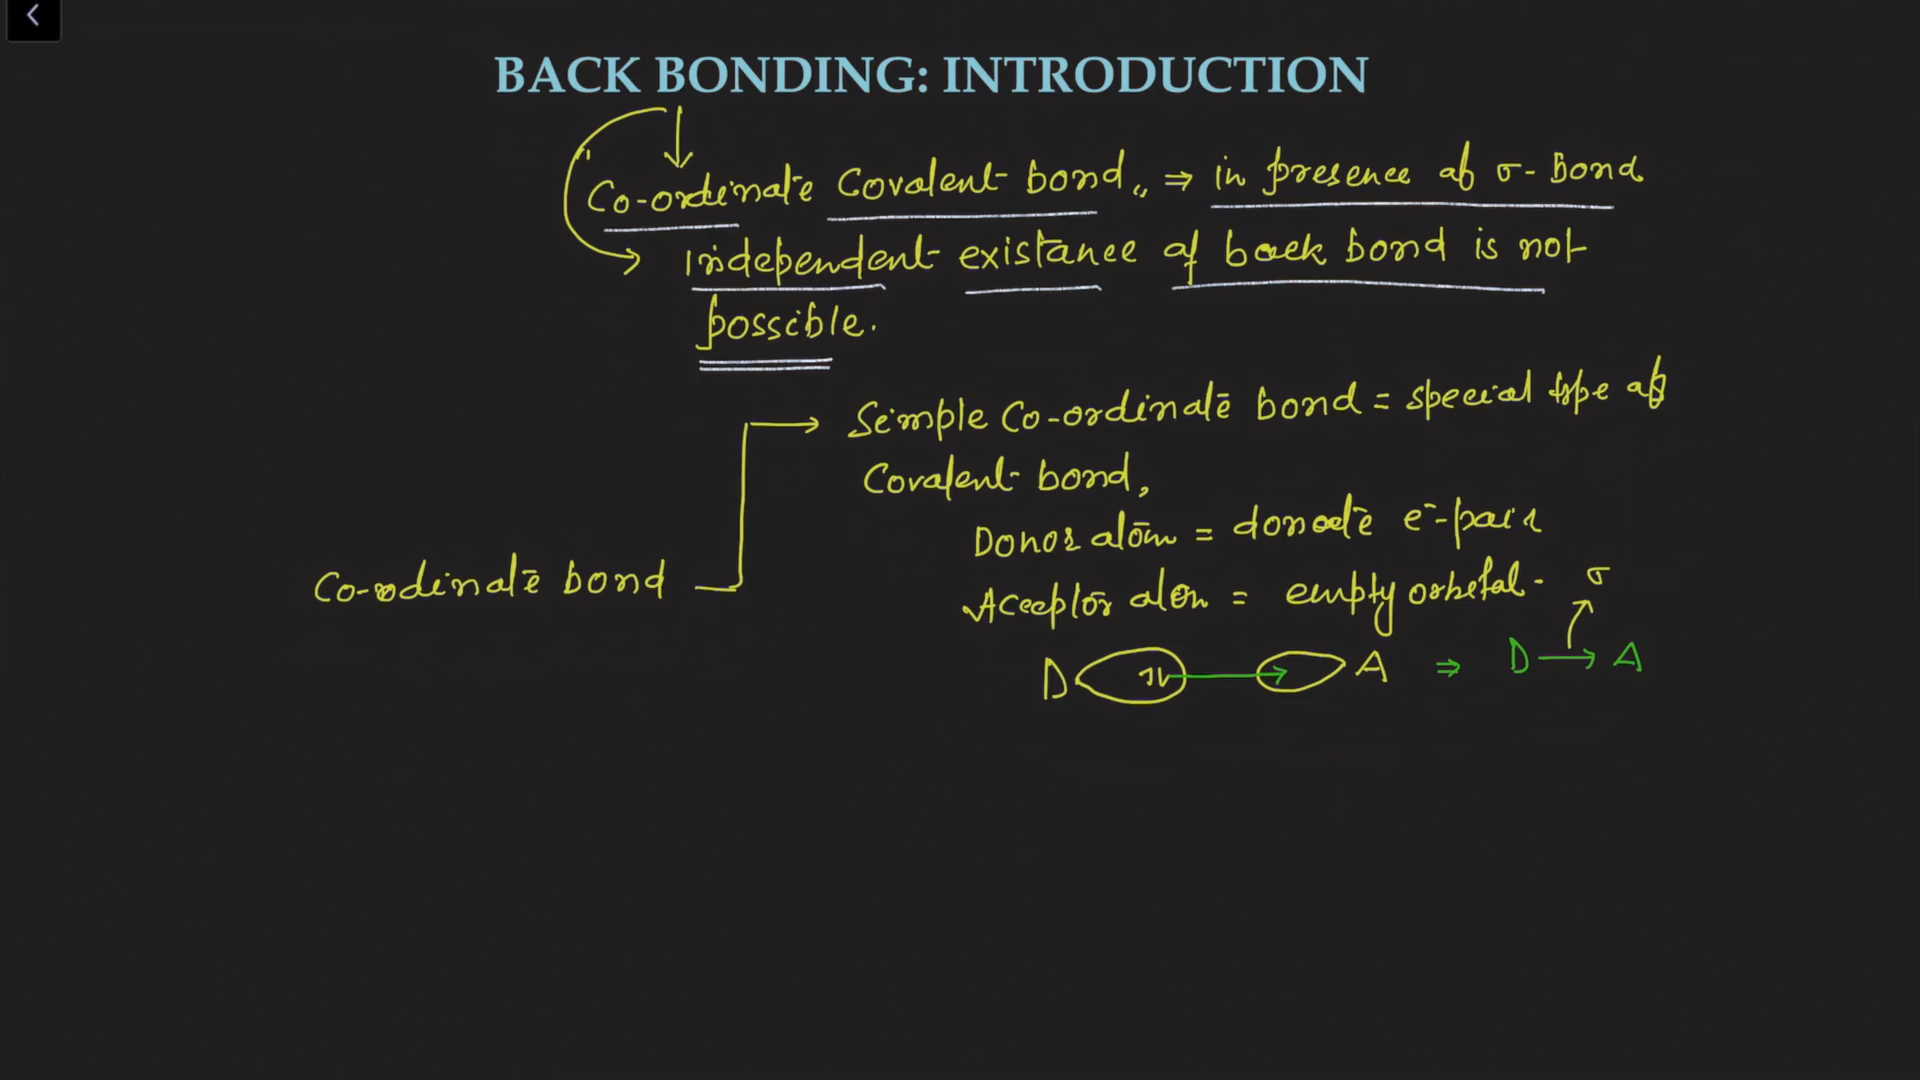 BACK BONDING: INTRODUCTION
"Co-ordinate Covalent bond„ ⇒ in presence of σ-Bond
Independent existance of back bond is not
possible.
Simple Co-ordinate bond = special type of
Covalent bond,
Donor atom = donate e⁻-pair
Co-odinate bond
Acceptor atom = empty orbital-
σ
D ⥮ → A ⇒ D → A